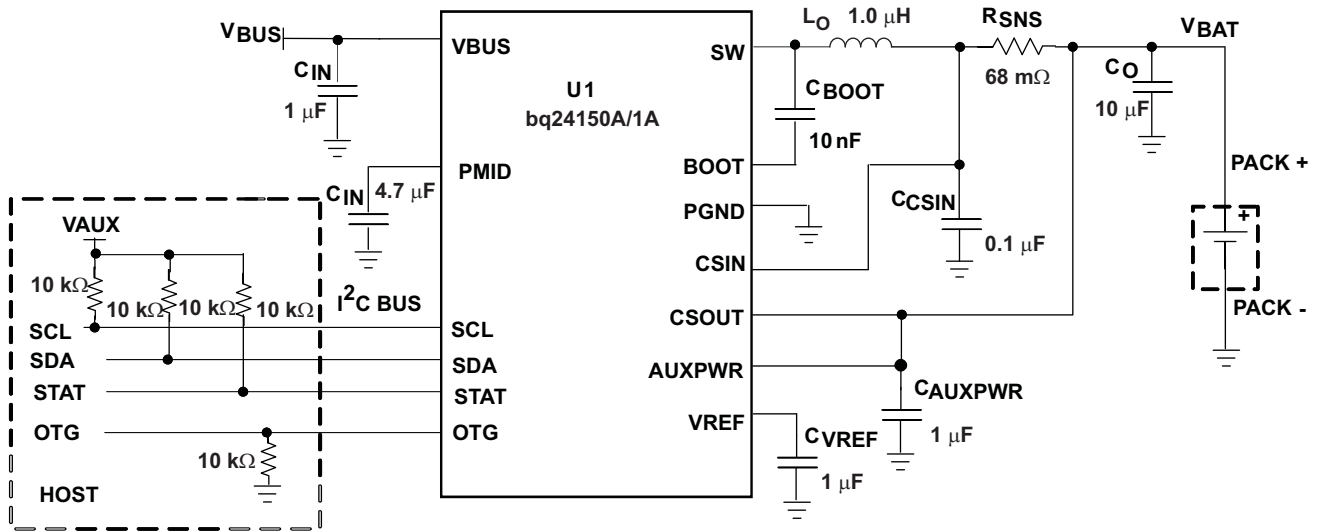 VBUS
CIN
1 μF
VBUS
U1
bq24150A/1A
SW
LO 1.0 μH
RSNS
68 mΩ
VBAT
CO
10 μF
CBOOT
10 nF
BOOT
PMID
CIN
4.7 μF
PGND
CCSIN
0.1 μF
CSIN
PACK +
+
PACK -
VAUX
10 kΩ
10 kΩ
10 kΩ
10 kΩ
I2C BUS
SCL
SCL
SDA
SDA
STAT
STAT
OTG
OTG
10 kΩ
HOST
CSOUT
AUXPWR
CAUXPWR
1 μF
VREF
CVREF
1 μF